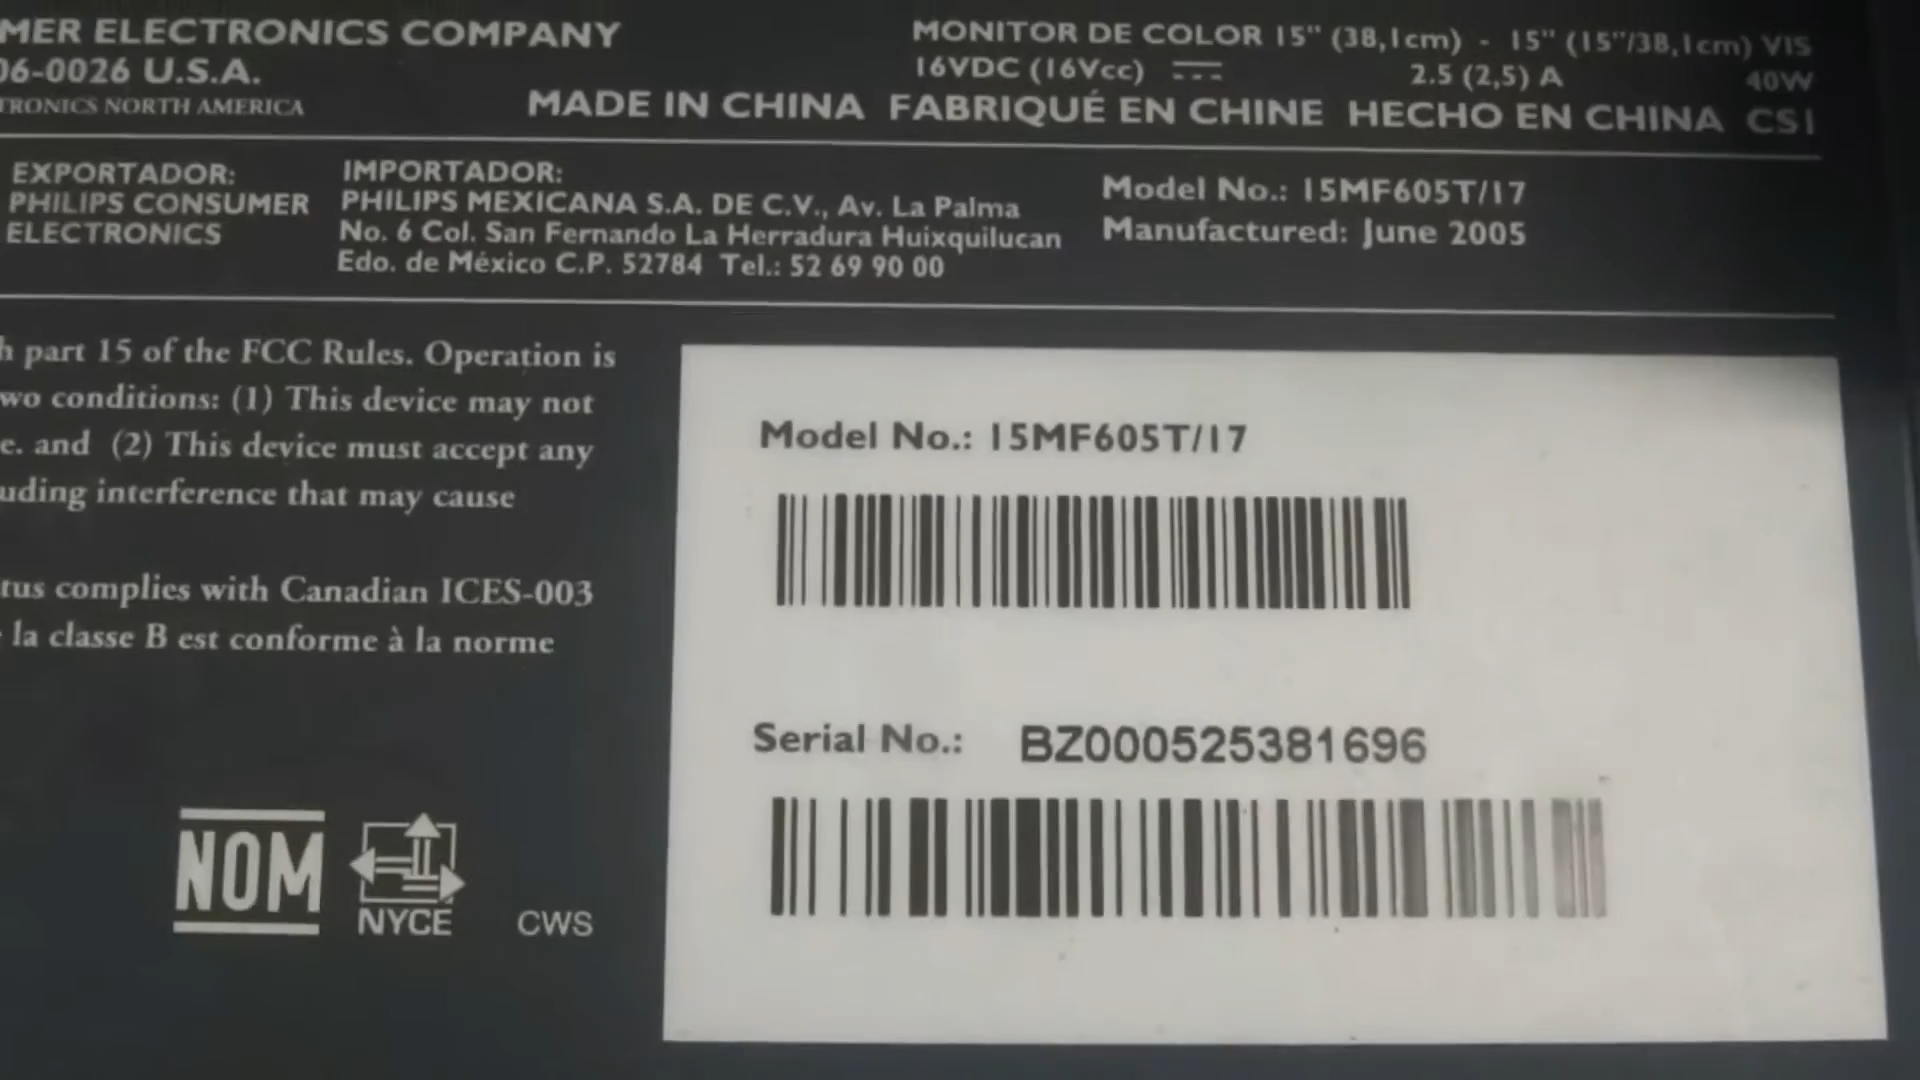 MER ELECTRONICS COMPANY
06-0026 U.S.A.
TRONICS NORTH AMERICA
MONITOR DE COLOR 15" (38,1cm) - 15" (15"/38,1cm) VIS
16VDC (16Vcc) 2.5 (2,5) A 40W
MADE IN CHINA FABRIQUÉ EN CHINE HECHO EN CHINA CS1
EXPORTADOR:
PHILIPS CONSUMER
ELECTRONICS
IMPORTADOR:
PHILIPS MEXICANA S.A. DE C.V., Av. La Palma
No. 6 Col. San Fernando La Herradura Huixquilucan
Edo. de México C.P. 52784 Tel.: 52 69 90 00
Model No.: 15MF605T/17
Manufactured: June 2005
h part 15 of the FCC Rules. Operation is
wo conditions: (1) This device may not
e. and (2) This device must accept any
uding interference that may cause
tus complies with Canadian ICES-003
la classe B est conforme à la norme
NOM
NYCE
CWS
Model No.: 15MF605T/17
Serial No.: BZ000525381696